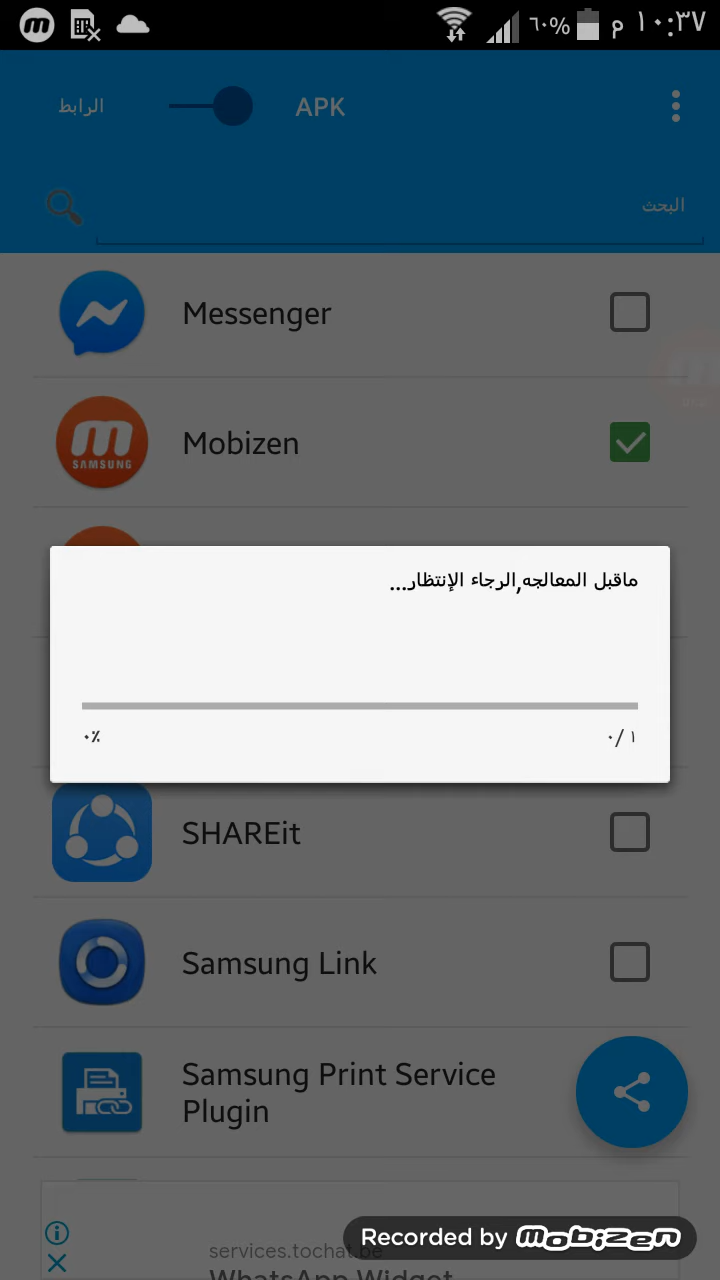 ١٠:٣٧ م ٦٠%
الرابط APK
البحث
Messenger
Mobizen
SAMSUNG
ماقبل المعالجه,الرجاء الإنتظار...
٠٪ ٠/ ١
SHAREit
Samsung Link
Samsung Print Service
Plugin
services.tochat.be
WhatsApp Widget
Recorded by mobizen